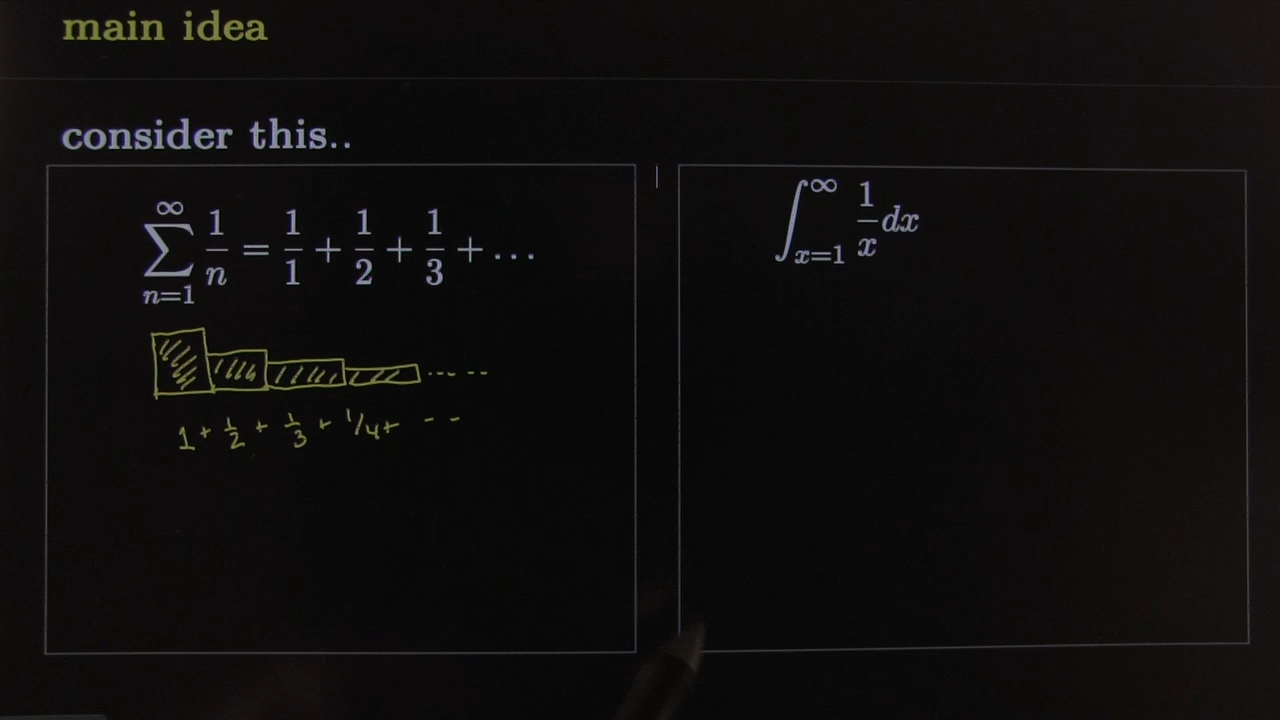 main idea
consider this..
∑_{n=1}^{∞} 1/n = 1/1 + 1/2 + 1/3 + ...
1 + 1/2 + 1/3 + 1/4 + - -
∫_{x=1}^{∞} 1/x dx